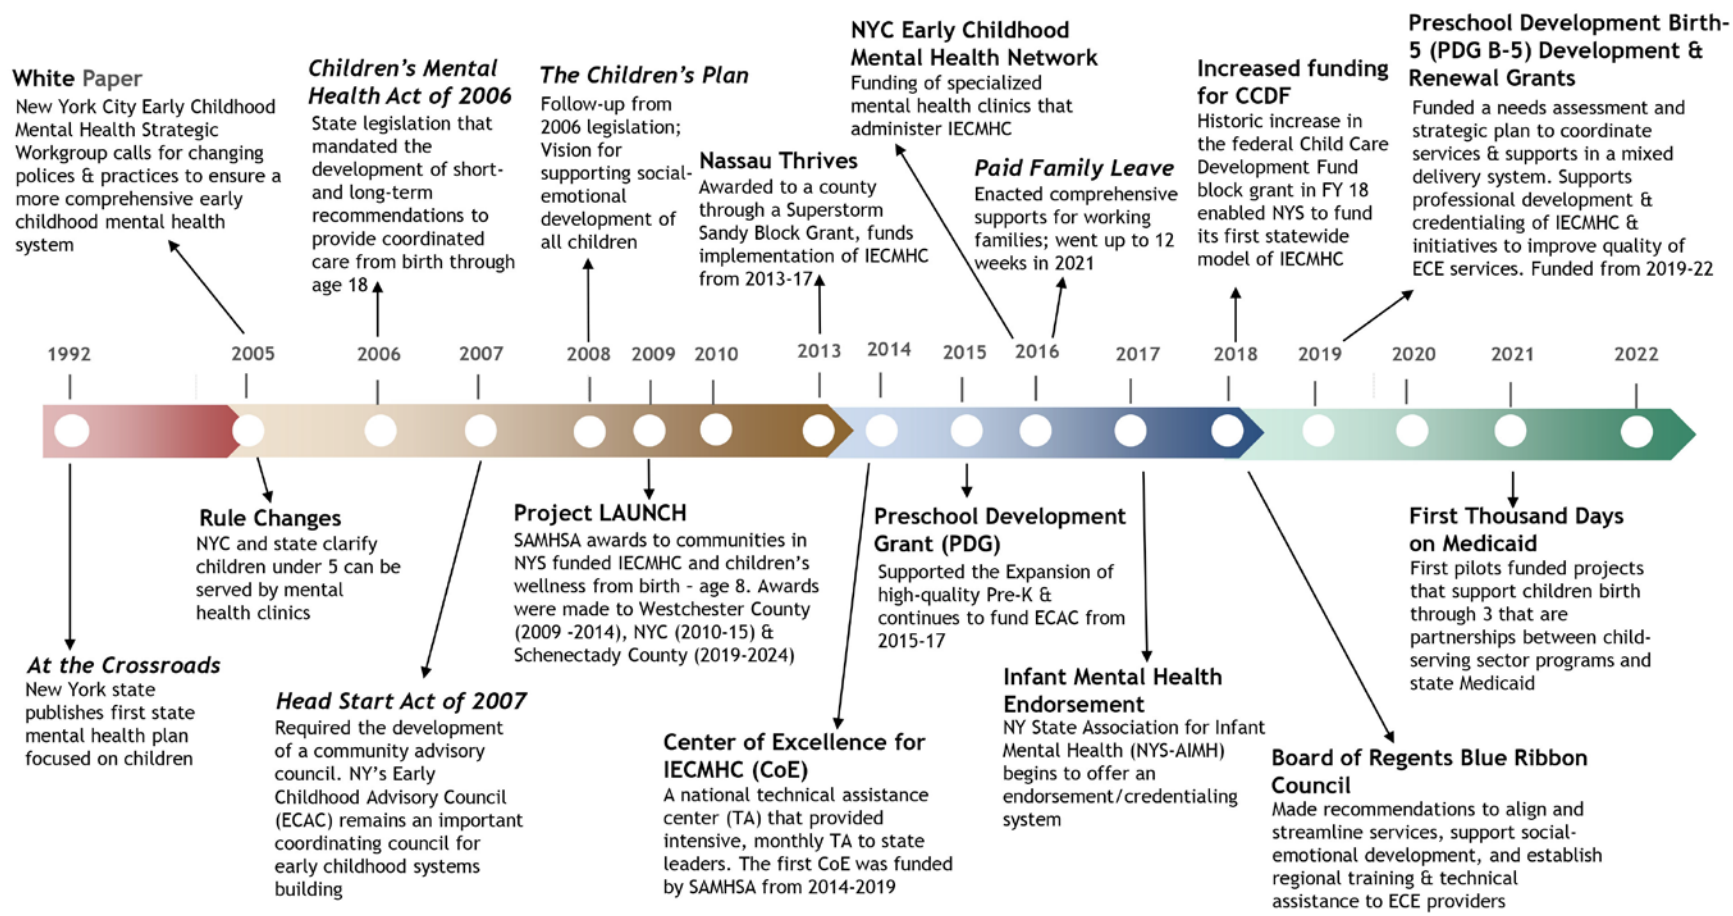 White Paper
New York City Early Childhood
Mental Health Strategic
Workgroup calls for changing
polices & practices to ensure a
more comprehensive early
childhood mental health
system
Children's Mental
Health Act of 2006
State legislation that
mandated the
development of short-
and long-term
recommendations to
provide coordinated
care from birth through
age 18
The Children's Plan
Follow-up from
2006 legislation;
Vision for
supporting social-
emotional
development of
all children
Nassau Thrives
Awarded to a county
through a Superstorm
Sandy Block Grant, funds
implementation of IECMHC
from 2013-17
NYC Early Childhood
Mental Health Network
Funding of specialized
mental health clinics that
administer IECMHC
Paid Family Leave
Enacted comprehensive
supports for working
families; went up to 12
weeks in 2021
Increased funding
for CCDF
Historic increase in
the federal Child Care
Development Fund
block grant in FY 18
enabled NYS to fund
its first statewide
model of IECMHC
Preschool Development Birth-
5 (PDG B-5) Development &
Renewal Grants
Funded a needs assessment and
strategic plan to coordinate
services & supports in a mixed
delivery system. Supports
professional development &
credentialing of IECMHC &
initiatives to improve quality of
ECE services. Funded from 2019-22
1992 2005 2006 2007 2008 2009 2010 2013 2014 2015 2016 2017 2018 2019 2020 2021 2022
At the Crossroads
New York state
publishes first state
mental health plan
focused on children
Rule Changes
NYC and state clarify
children under 5 can be
served by mental
health clinics
Head Start Act of 2007
Required the development
of a community advisory
council. NY's Early
Childhood Advisory Council
(ECAC) remains an important
coordinating council for
early childhood systems
building
Project LAUNCH
SAMHSA awards to communities in
NYS funded IECMHC and children's
wellness from birth - age 8. Awards
were made to Westchester County
(2009 -2014), NYC (2010-15) &
Schenectady County (2019-2024)
Center of Excellence for
IECMHC (CoE)
A national technical assistance
center (TA) that provided
intensive, monthly TA to state
leaders. The first CoE was funded
by SAMHSA from 2014-2019
Preschool Development
Grant (PDG)
Supported the Expansion of
high-quality Pre-K &
continues to fund ECAC from
2015-17
Infant Mental Health
Endorsement
NY State Association for Infant
Mental Health (NYS-AIMH)
begins to offer an
endorsement/credentialing
system
Board of Regents Blue Ribbon
Council
Made recommendations to align and
streamline services, support social-
emotional development, and establish
regional training & technical
assistance to ECE providers
First Thousand Days
on Medicaid
First pilots funded projects
that support children birth
through 3 that are
partnerships between child-
serving sector programs and
state Medicaid